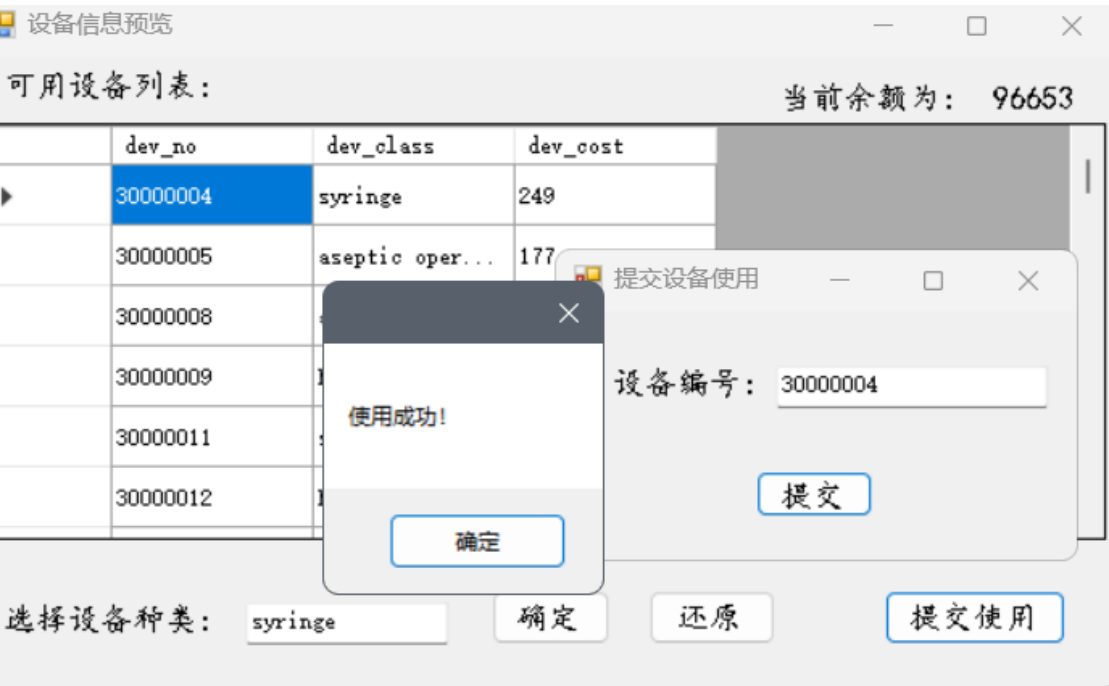 设备信息预览
可用设备列表：
当前余额为： 96653
dev_no dev_class dev_cost
30000004 syringe 249
30000005 aseptic oper... 177
30000008
30000009
30000011
30000012
提交设备使用
设备编号： 30000004
提交
使用成功!
确定
选择设备种类： syringe 确定 还原 提交使用